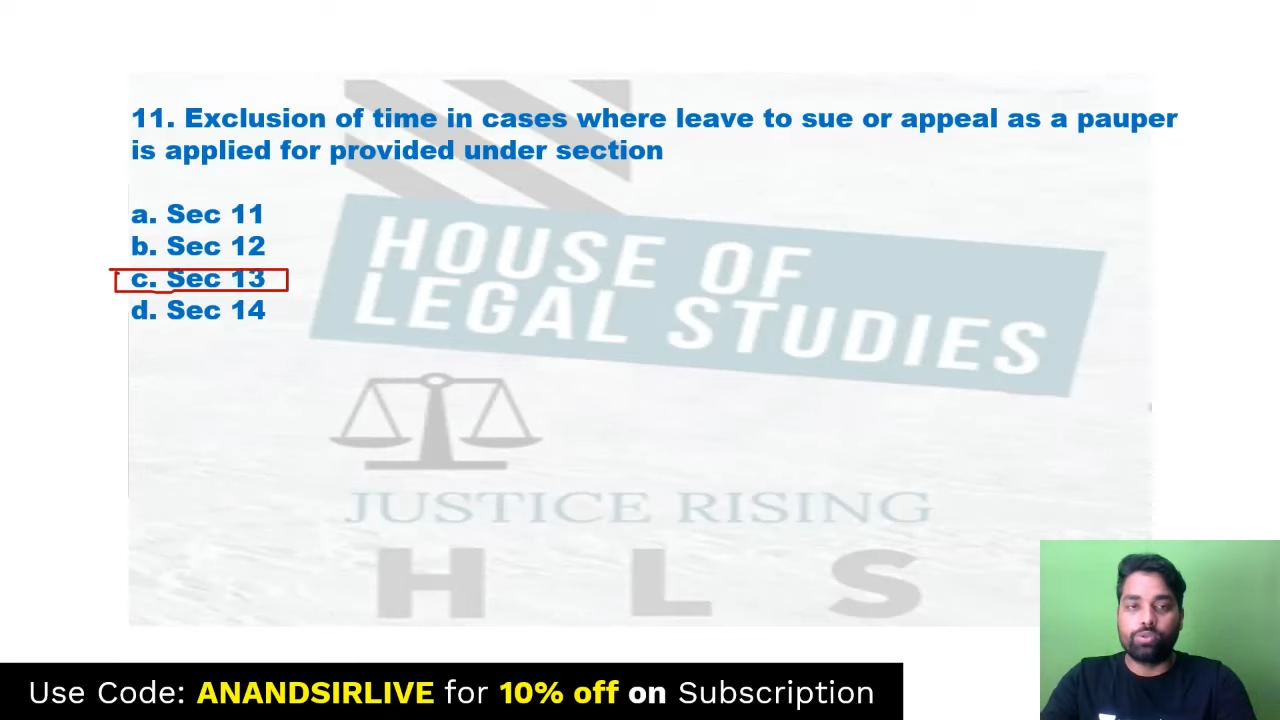 11. Exclusion of time in cases where leave to sue or appeal as a pauper
is applied for provided under section
a. Sec 11
b. Sec 12
c. Sec 13
d. Sec 14
HOUSE OF
LEGAL STUDIES
JUSTICE RISING
H L S
Use Code: ANANDSIRLIVE for 10% off on Subscription